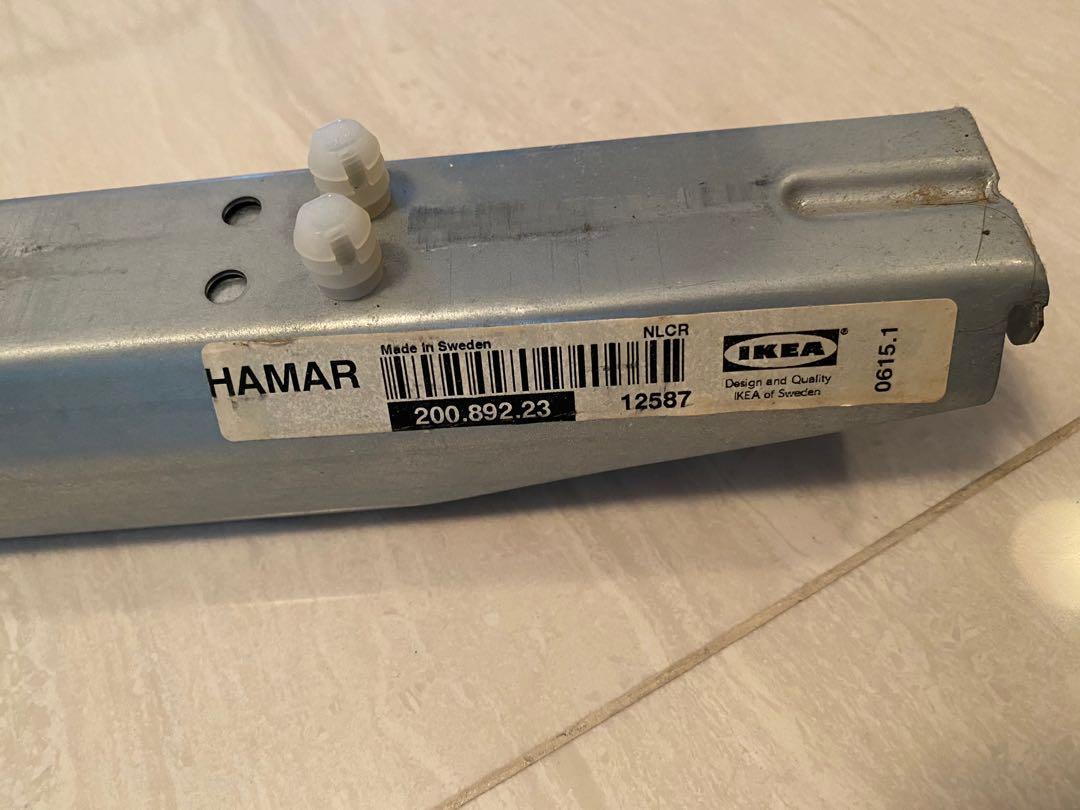 HAMAR
Made in Sweden
NLCR
200.892.23
12587
IKEA®
Design and Quality
IKEA of Sweden
0615.1